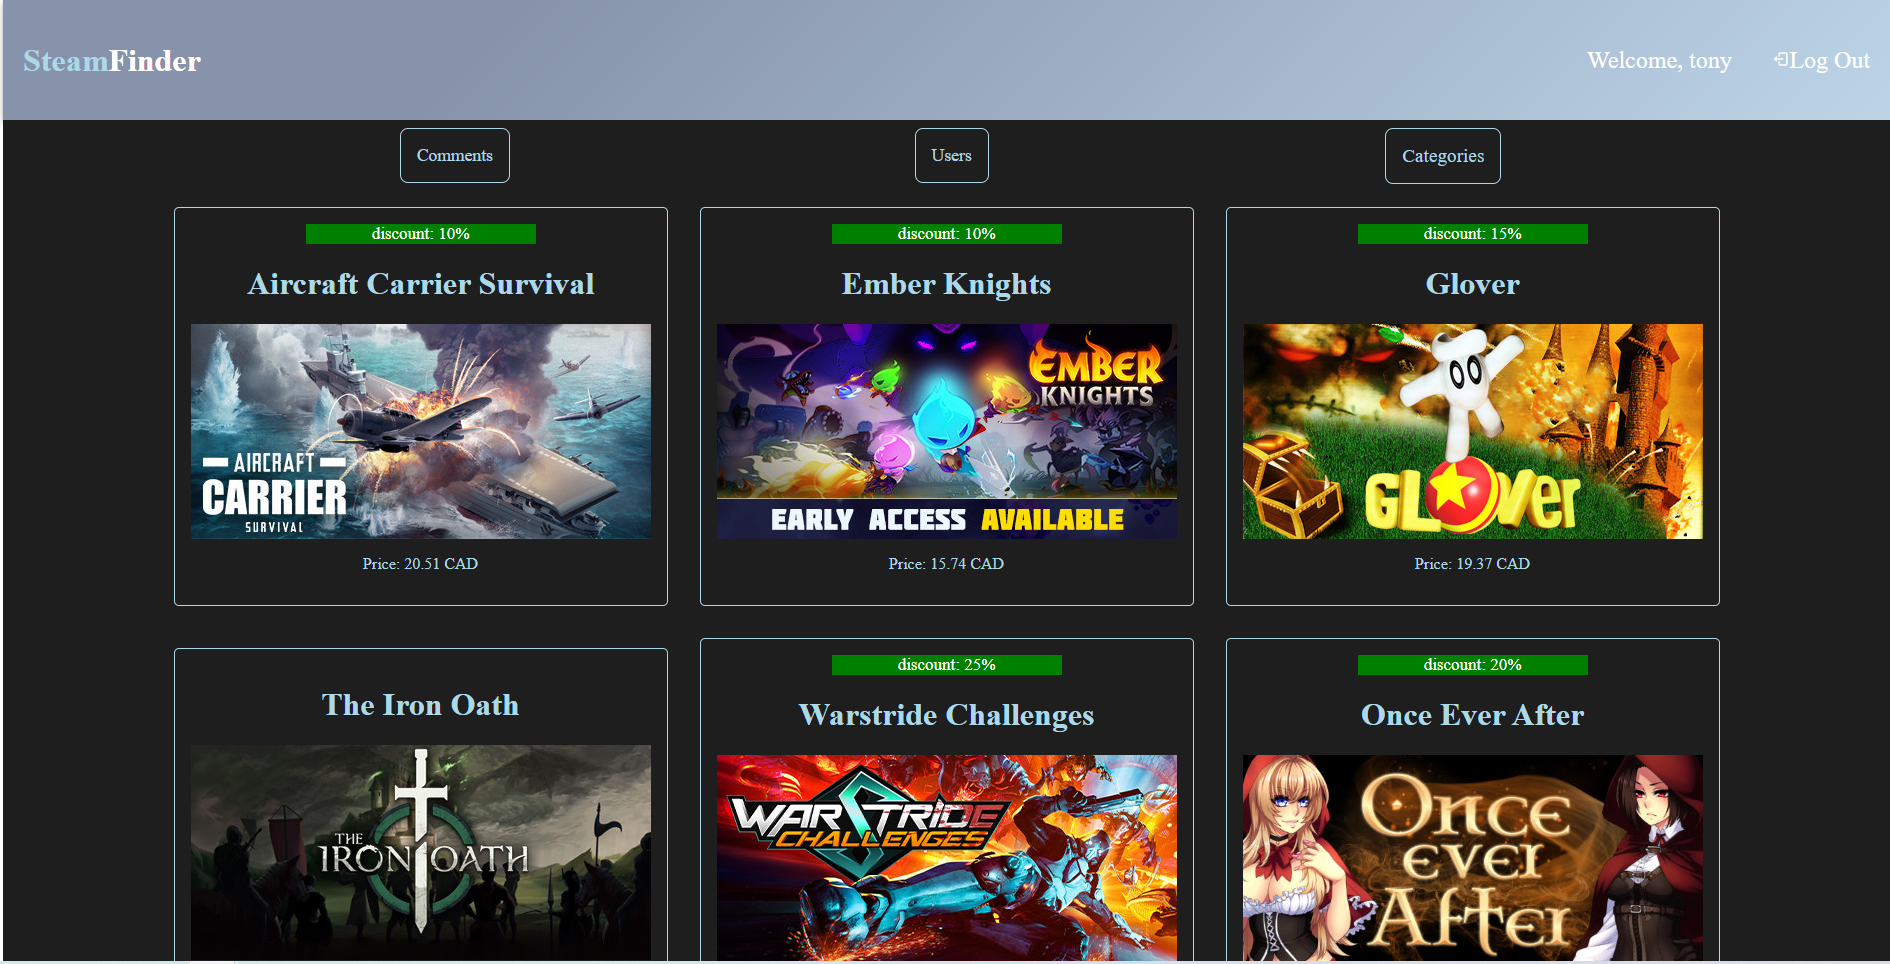 SteamFinder
Welcome, tony
Log Out
Comments
Users
Categories
discount: 10%
Aircraft Carrier Survival
AIRCRAFT
CARRIER
SURVIVAL
Price: 20.51 CAD
discount: 10%
Ember Knights
EMBER
KNIGHTS
EARLY ACCESS AVAILABLE
Price: 15.74 CAD
discount: 15%
Glover
GLOVer
Price: 19.37 CAD
The Iron Oath
THE
IRON OATH
discount: 25%
Warstride Challenges
WARSTRIDE
CHALLENGES
discount: 20%
Once Ever After
Once
ever
After